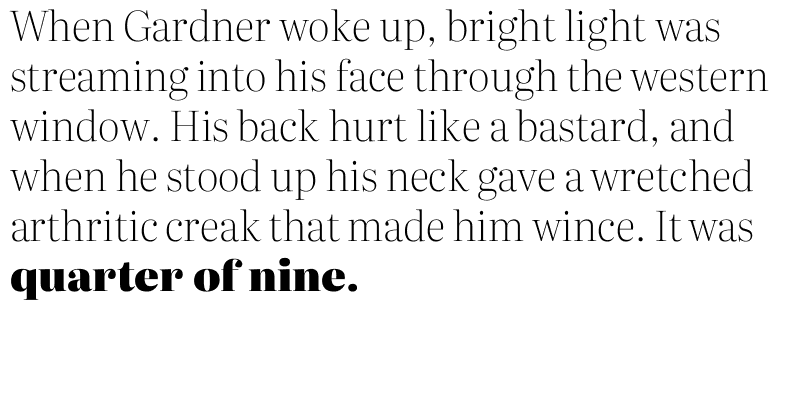 When Gardner woke up, bright light was
streaming into his face through the western
window. His back hurt like a bastard, and
when he stood up his neck gave a wretched
arthritic creak that made him wince. It was
quarter of nine.